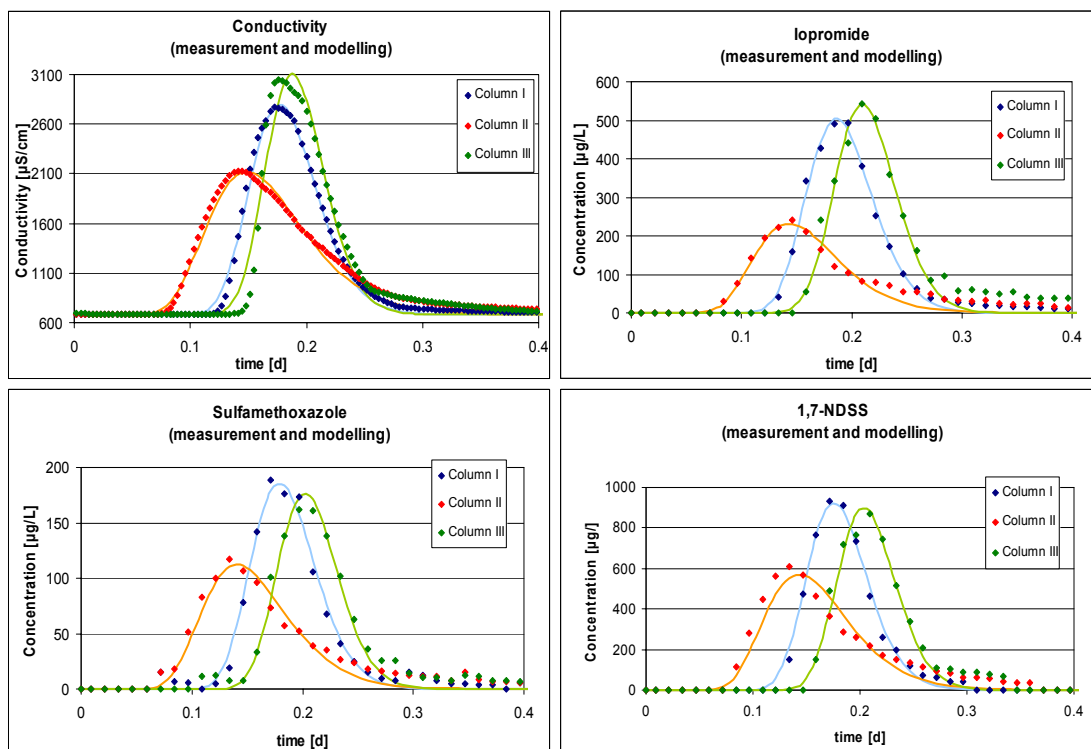 Conductivity
(measurement and modelling)
Conductivity [µS/cm]
3100
2600
2100
1600
1100
600
0
0.1
0.2
0.3
0.4
time [d]
Column I
Column II
Column III
Iopromide
(measurement and modelling)
Concentration [µg/L]
600
500
400
300
200
100
0
0
0.1
0.2
0.3
0.4
time [d]
Column I
Column II
Column III
Sulfamethoxazole
(measurement and modelling)
Concentration [µg/L]
200
150
100
50
0
0
0.1
0.2
0.3
0.4
time [d]
Column I
Column II
Column III
1,7-NDSS
(measurement and modelling)
Concentration [µg/]
1000
800
600
400
200
0
0
0.1
0.2
0.3
0.4
time [d]
Column I
Column II
Column III